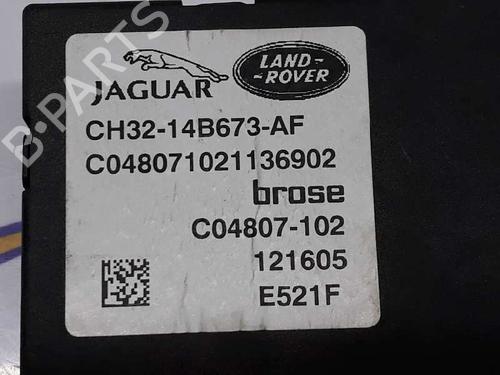 B-PARTS
JAGUAR
LAND-
-ROVER
CH32-14B673-AF
C048071021136902
brose
C04807-102
121605
E521F